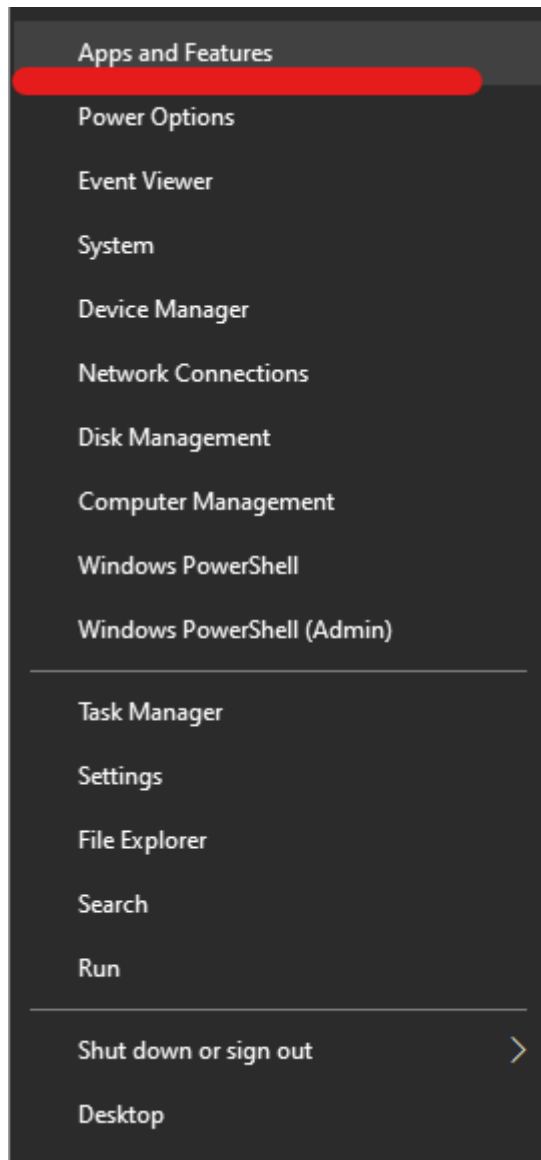 Apps and Features
Power Options
Event Viewer
System
Device Manager
Network Connections
Disk Management
Computer Management
Windows PowerShell
Windows PowerShell (Admin)
Task Manager
Settings
File Explorer
Search
Run
Shut down or sign out
Desktop